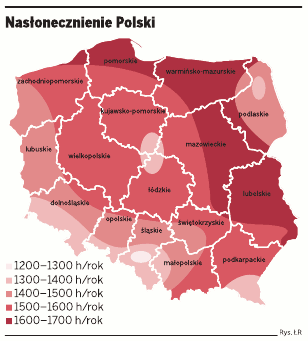 Nasłonecznienie Polski
pomorskie
warmińsko-mazurskie
zachodniopomorskie
podlaskie
kujawsko-pomorskie
mazowieckie
lubuskie
wielkopolskie
łódzkie
lubelskie
dolnośląskie
opolskie
śląskie
świętokrzyskie
małopolskie
podkarpackie
1200–1300 h/rok
1300–1400 h/rok
1400–1500 h/rok
1500–1600 h/rok
1600–1700 h/rok
Rys. Ł.R